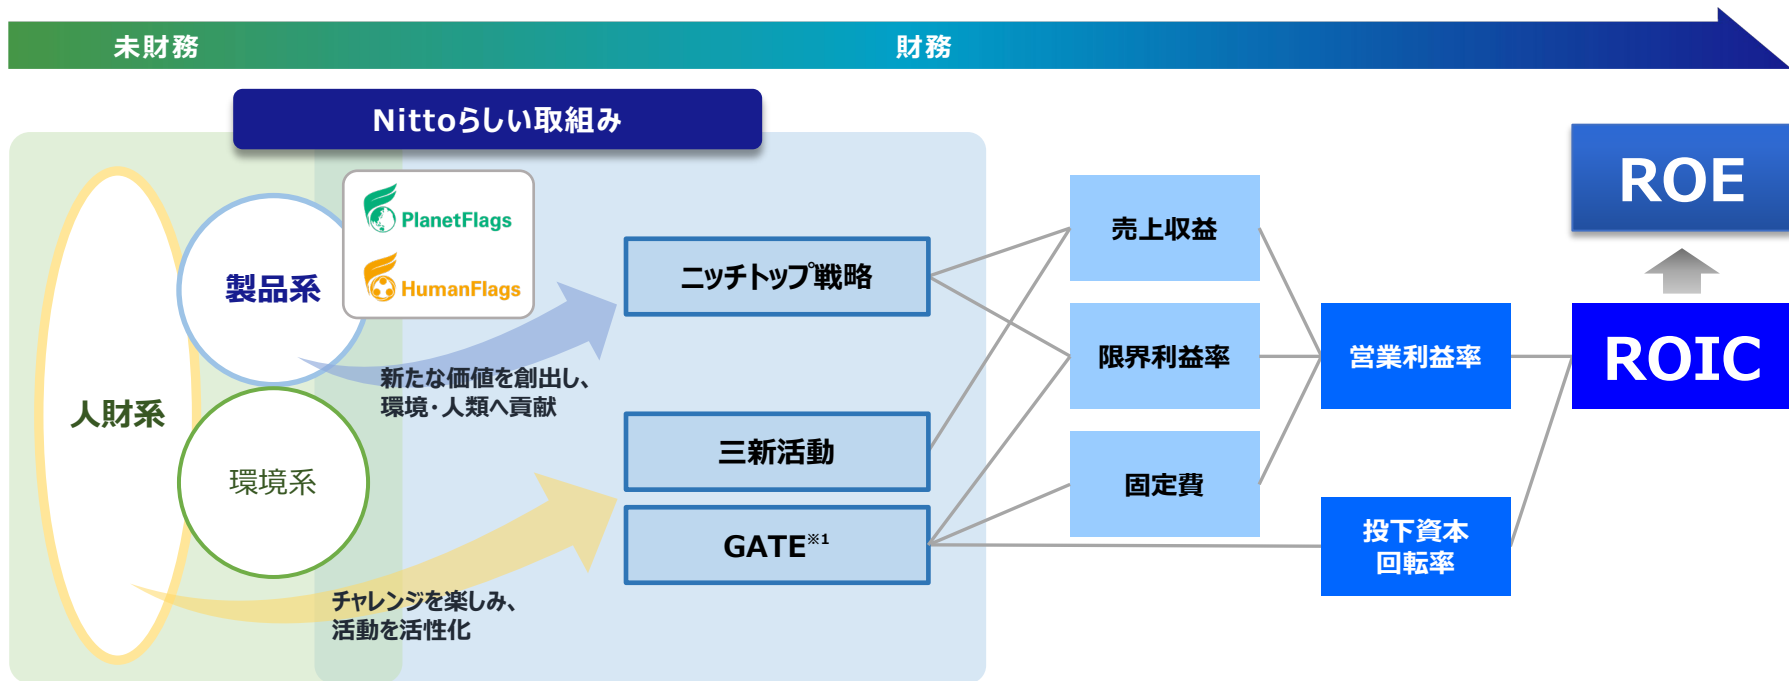 未財務
財務
Nittoらしい取組み
人財系
製品系
PlanetFlags
HumanFlags
環境系
新たな価値を創出し、
環境・人類へ貢献
チャレンジを楽しみ、
活動を活性化
ニッチトップ戦略
三新活動
GATE※1
売上収益
限界利益率
固定費
営業利益率
投下資本
回転率
ROE
ROIC